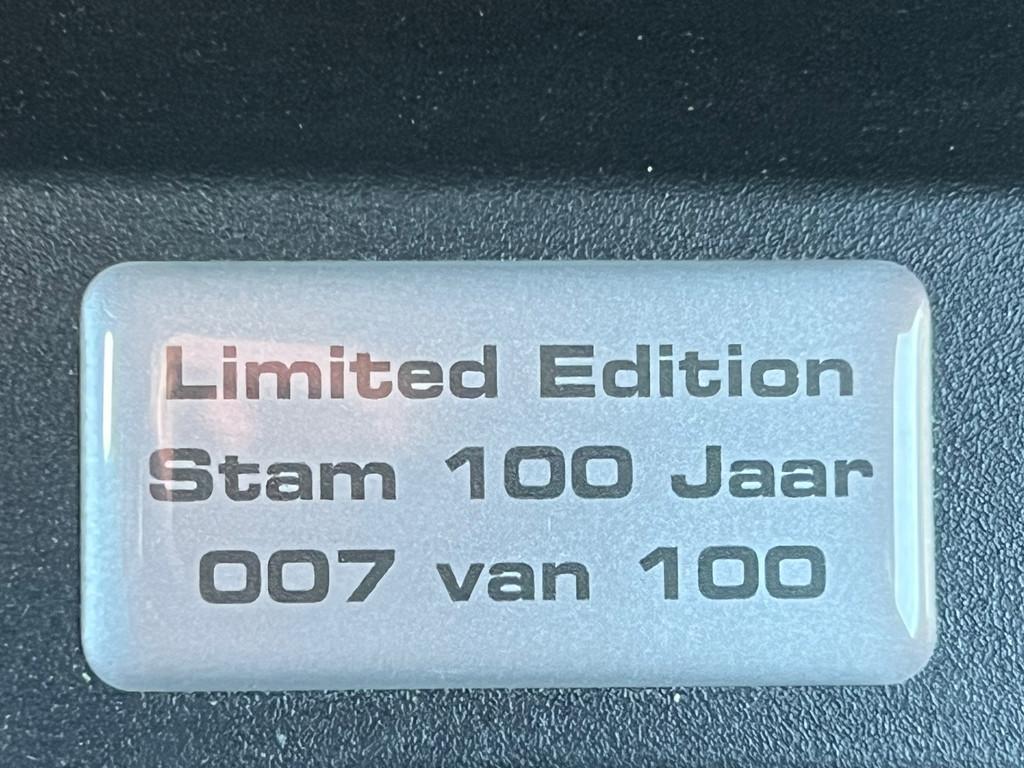 Limited Edition
Stam 100 Jaar
007 van 100